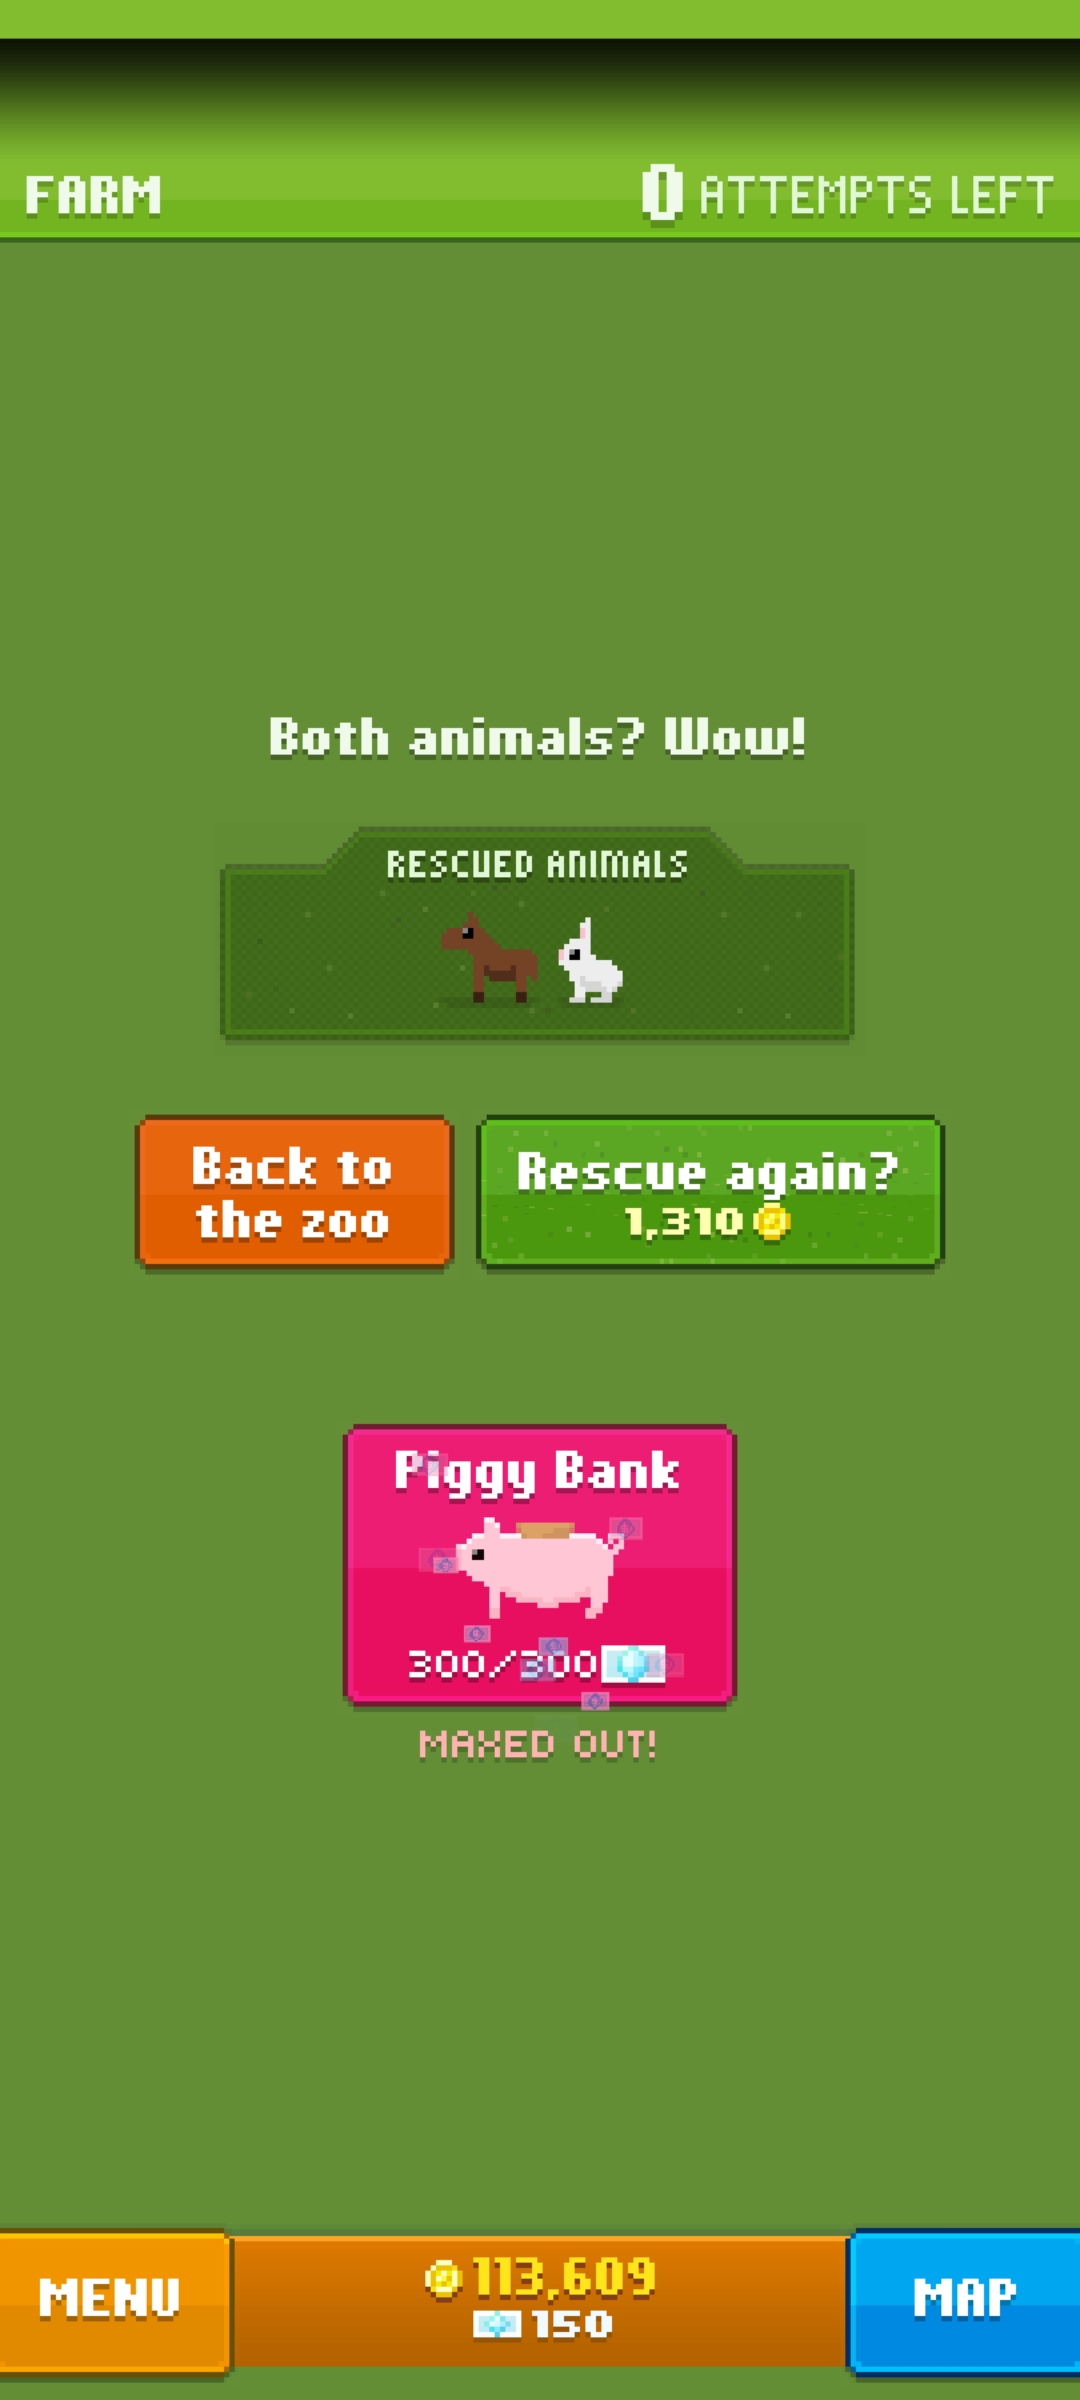 FARM
0 ATTEMPTS LEFT
Both animals? Wow!
RESCUED ANIMALS
Back to
the zoo
Rescue again?
1,310
Piggy Bank
300/300
MAXED OUT!
MENU
113,609
150
MAP